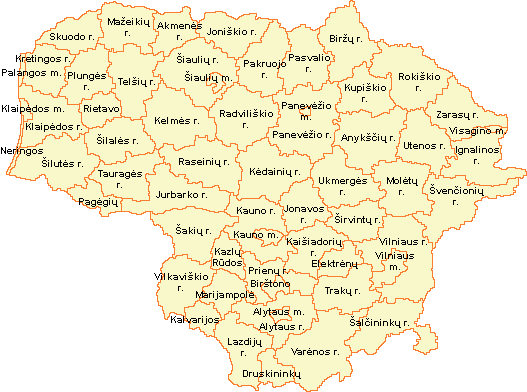 Skuodo r.
Mažeikių
r.
Akmenės
r.
Joniškio r.
Biržų r.
Kretingos r.
Palangos m.
Plungės
r.
Telšių r.
Šiaulių r.
Šiaulių m.
Pakruojo
r.
Pasvalio
r.
Rokiškio
r.
Kupiškio
r.
Klaipėdos m.
Rietavo
Klaipėdos r.
Kelmės r.
Radviliškio
r.
Panevėžio
m.
Panevėžio r.
Zarasų r.
Visagino m.
Anykščių r.
Utenos r.
Ignalinos
r.
Neringos
Šilutės r.
Šilalės r.
Raseinių r.
Tauragės
r.
Kėdainių r.
Jurbarko r.
Pagėgių
Ukmergės
r.
Molėtų
r.
Švenčionių
r.
Kauno r.
Jonavos
r.
Širvintų r.
Šakių r.
Kauno m.
Kaišiadorių
r.
Vilniaus r.
Vilniaus
m.
Kazlų
Rūdos
Elektrėnų
Vilkaviškio
r.
Prienų r.
Birštono
Marijampolė
Trakų r.
Kalvarijos
Alytaus m.
Alytaus r.
Šalčininkų r.
Lazdijų
r.
Varėnos r.
Druskininkų